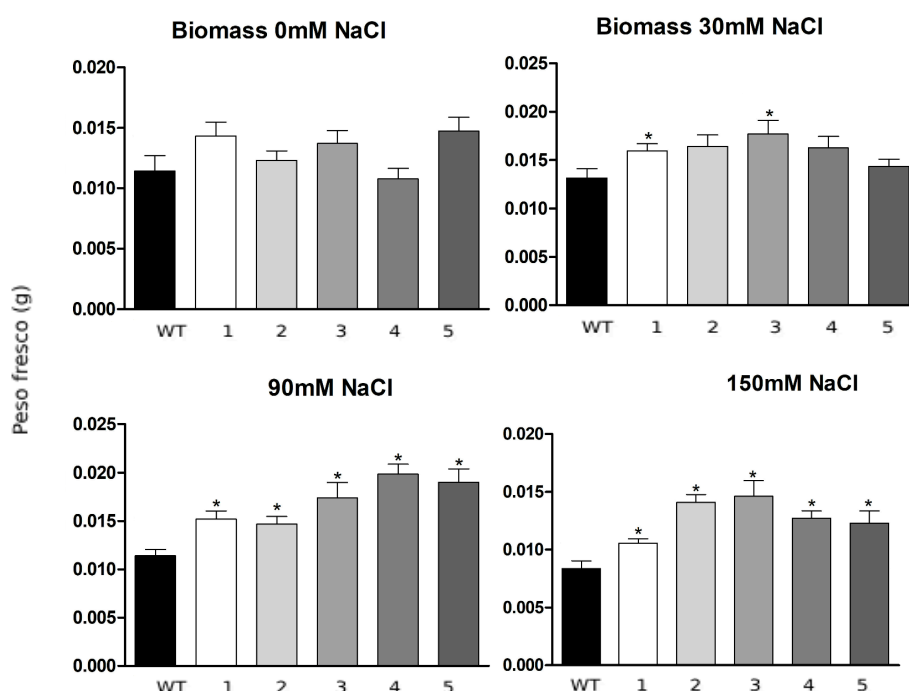 Biomass 0mM NaCl
0.020
0.015
0.010
0.005
0.000
WT 1 2 3 4 5
Biomass 30mM NaCl
0.025
0.020
0.015
0.010
0.005
0.000
* *
WT 1 2 3 4 5
Peso fresco (g)
90mM NaCl
0.025
0.020
0.015
0.010
0.005
0.000
* * * * *
WT 1 2 3 4 5
150mM NaCl
0.020
0.015
0.010
0.005
0.000
* * * * *
WT 1 2 3 4 5